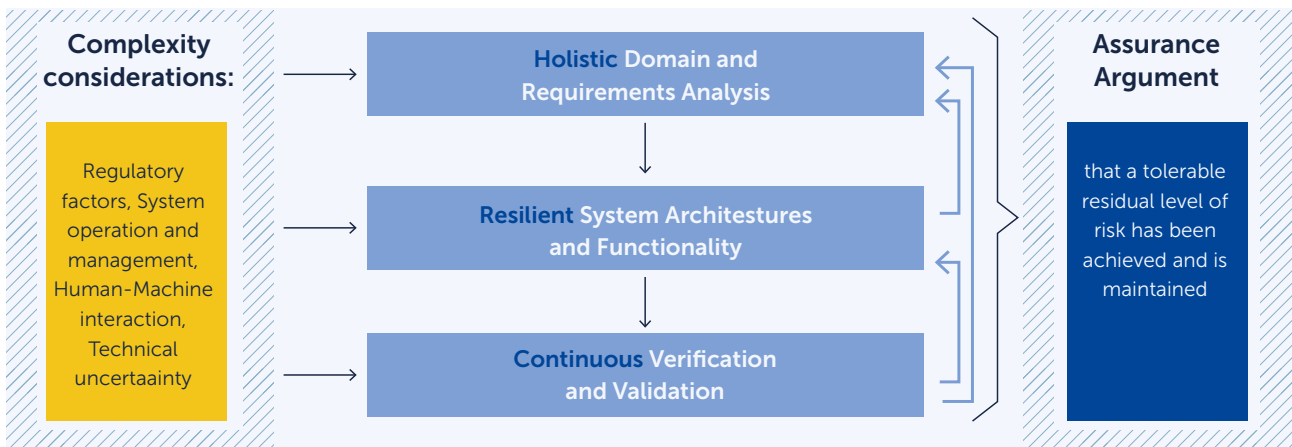 Complexity
considerations:
Regulatory
factors, System
operation and
management,
Human-Machine
interaction,
Technical
uncertaainty
Holistic Domain and
Requirements Analysis
Resilient System Architestures
and Functionality
Continuous Verification
and Validation
Assurance
Argument
that a tolerable
residual level of
risk has been
achieved and is
maintained